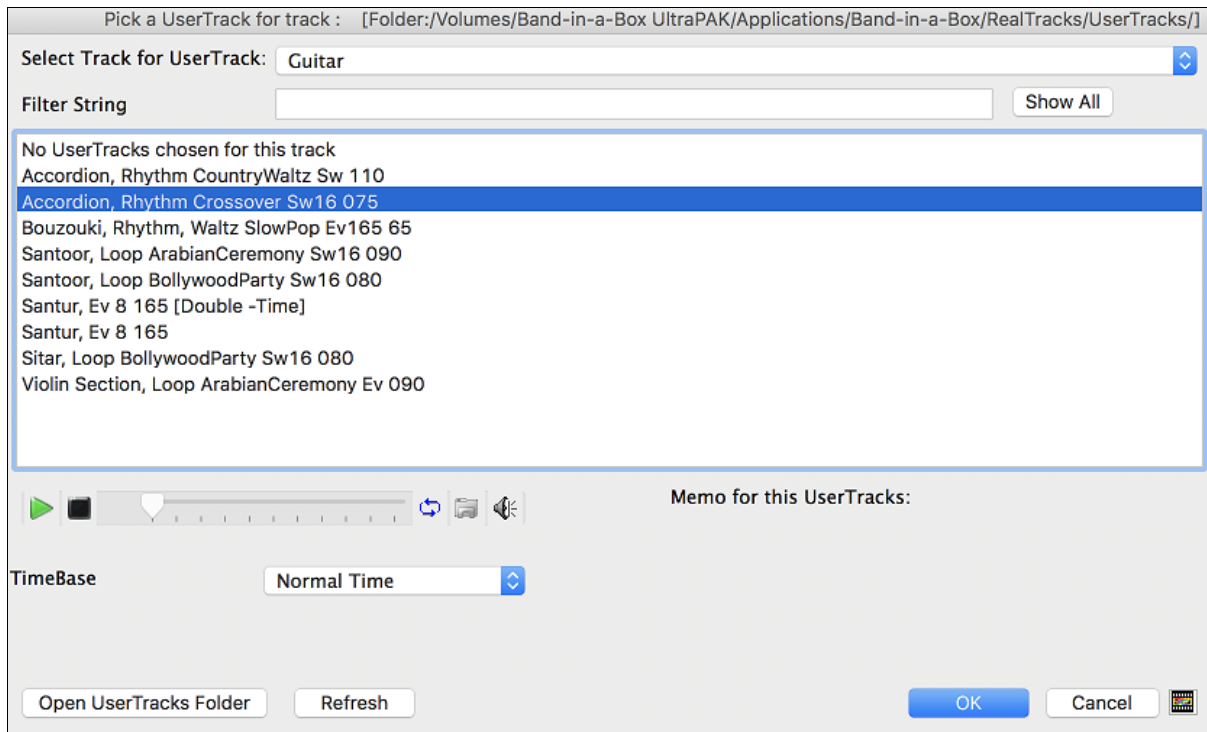 Pick a UserTrack for track : [Folder:/Volumes/Band-in-a-Box UltraPAK/Applications/Band-in-a-Box/RealTracks/UserTracks/]
Select Track for UserTrack: Guitar
Filter String Show All
No UserTracks chosen for this track
Accordion, Rhythm CountryWaltz Sw 110
Accordion, Rhythm Crossover Sw16 075
Bouzouki, Rhythm, Waltz SlowPop Ev165 65
Santoor, Loop ArabianCeremony Sw16 090
Santoor, Loop BollywoodParty Sw16 080
Santur, Ev 8 165 [Double -Time]
Santur, Ev 8 165
Sitar, Loop BollywoodParty Sw16 080
Violin Section, Loop ArabianCeremony Ev 090
Memo for this UserTracks:
TimeBase Normal Time
Open UserTracks Folder Refresh OK Cancel